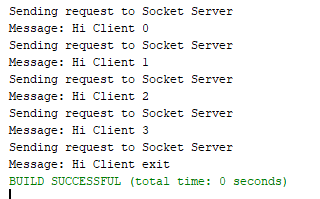 Sending request to Socket Server
Message: Hi Client 0
Sending request to Socket Server
Message: Hi Client 1
Sending request to Socket Server
Message: Hi Client 2
Sending request to Socket Server
Message: Hi Client 3
Sending request to Socket Server
Message: Hi Client exit
BUILD SUCCESSFUL (total time: 0 seconds)